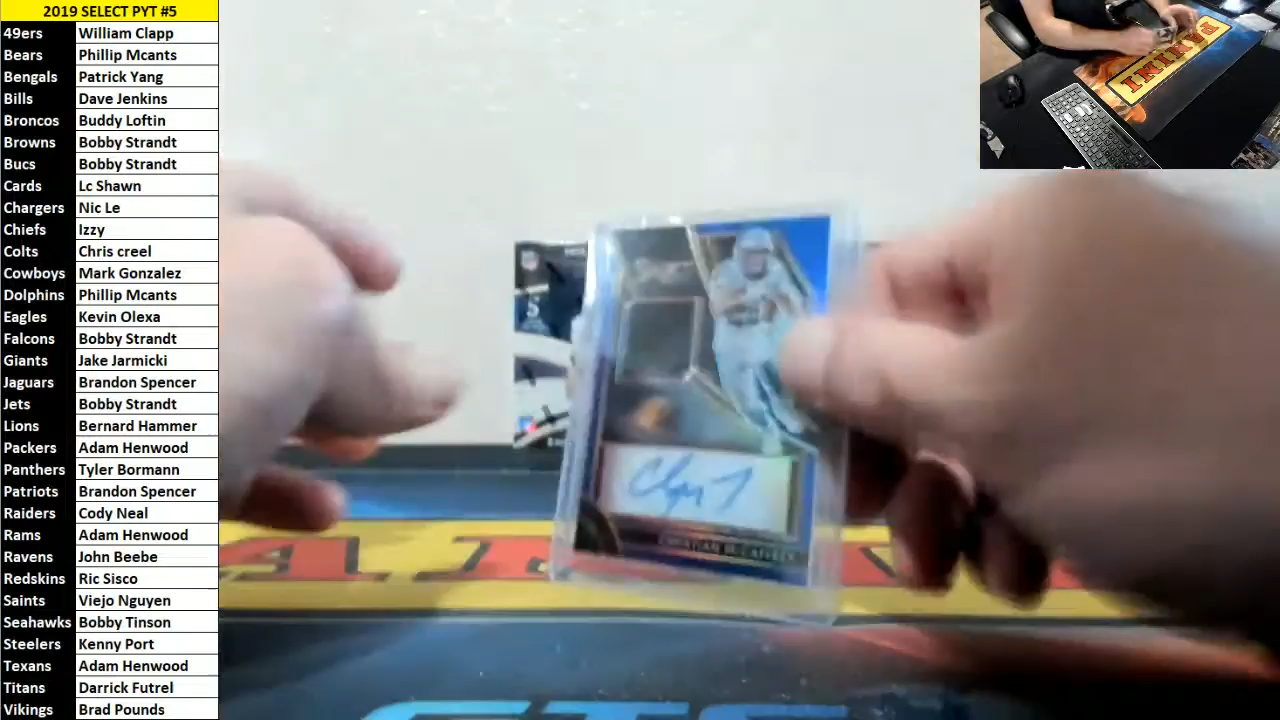 2019 SELECT PYT #5
49ers William Clapp
Bears Phillip Mcants
Bengals Patrick Yang
Bills Dave Jenkins
Broncos Buddy Loftin
Browns Bobby Strandt
Bucs Bobby Strandt
Cards Lc Shawn
Chargers Nic Le
Chiefs Izzy
Colts Chris creel
Cowboys Mark Gonzalez
Dolphins Phillip Mcants
Eagles Kevin Olexa
Falcons Bobby Strandt
Giants Jake Jarmicki
Jaguars Brandon Spencer
Jets Bobby Strandt
Lions Bernard Hammer
Packers Adam Henwood
Panthers Tyler Bormann
Patriots Brandon Spencer
Raiders Cody Neal
Rams Adam Henwood
Ravens John Beebe
Redskins Ric Sisco
Saints Viejo Nguyen
Seahawks Bobby Tinson
Steelers Kenny Port
Texans Adam Henwood
Titans Darrick Futrel
Vikings Brad Pounds
PANINI
CHRISTIAN McCAFFREY